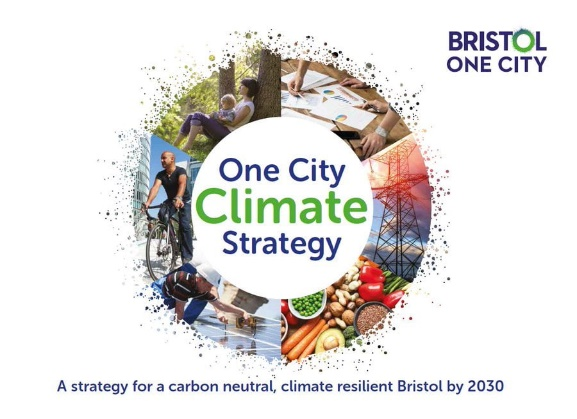 BRISTOL
ONE CITY
One City
Climate
Strategy
A strategy for a carbon neutral, climate resilient Bristol by 2030